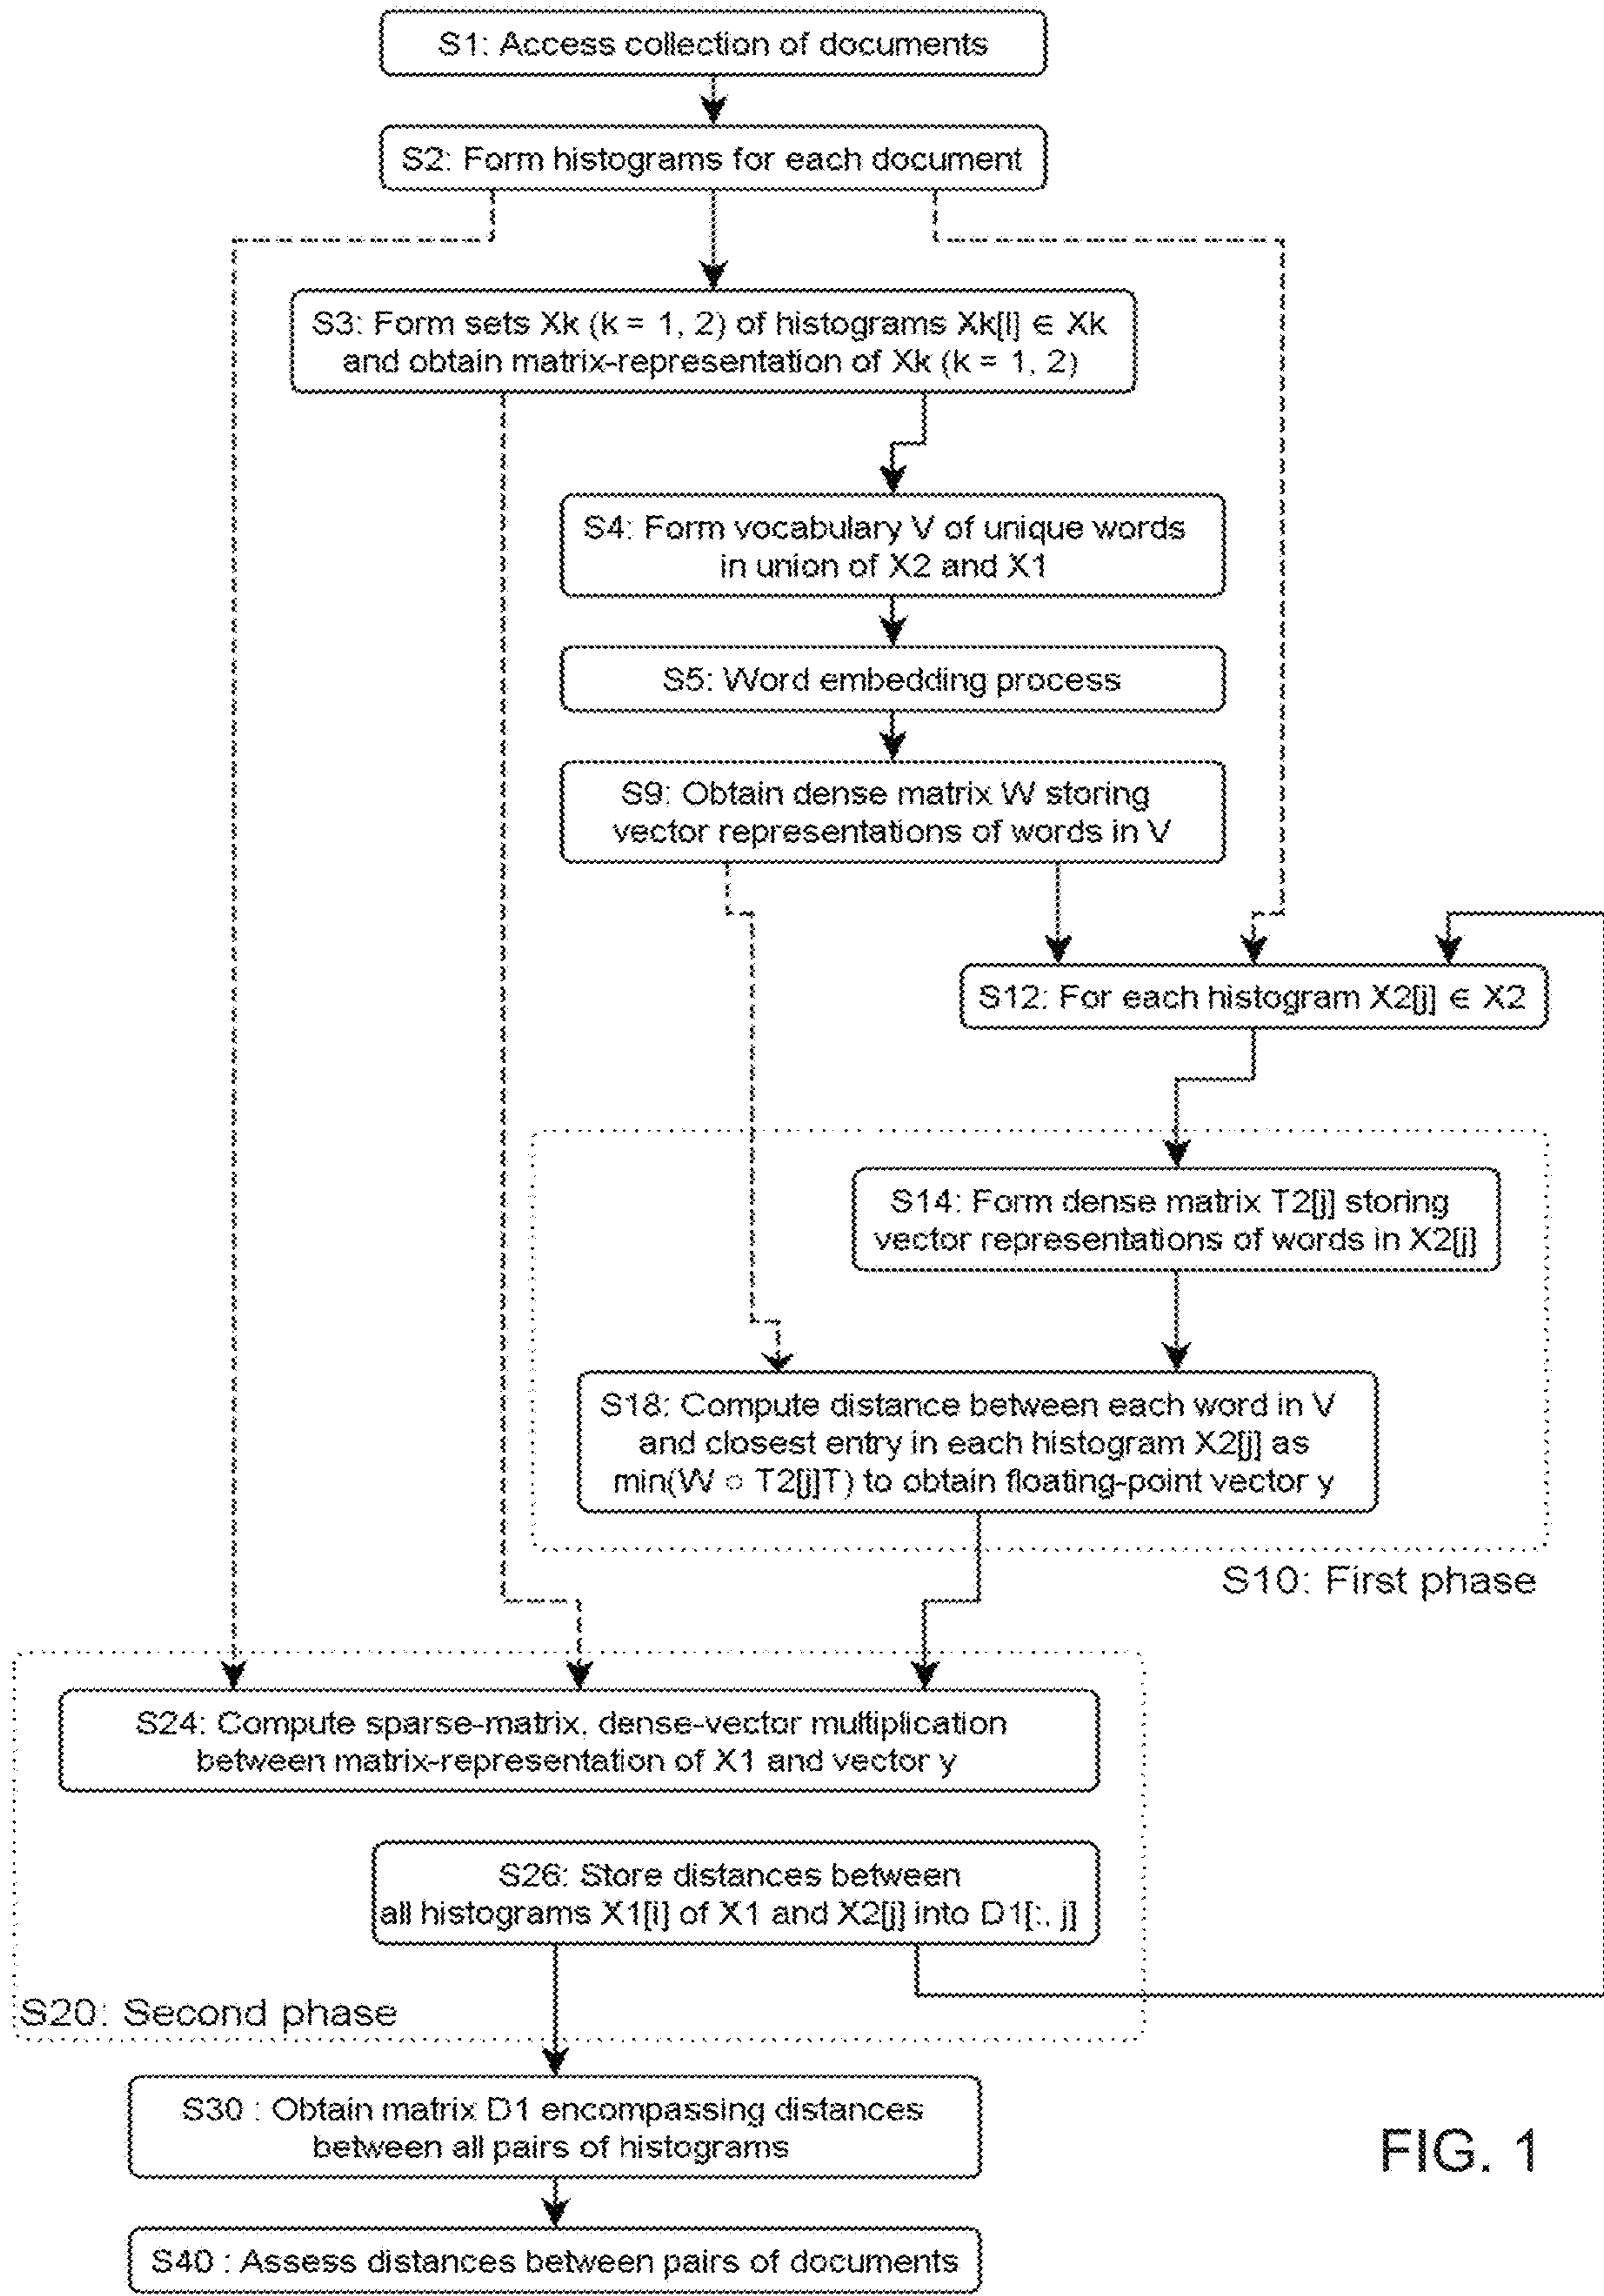 S1: Access collection of documents
S2: Form histograms for each document
S3: Form sets Xk (k = 1, 2) of histograms Xk[l] ∈ Xk
and obtain matrix-representation of Xk (k = 1, 2)
S4: Form vocabulary V of unique words
in union of X2 and X1
S5: Word embedding process
S9: Obtain dense matrix W storing
vector representations of words in V
S12: For each histogram X2[j] ∈ X2
S14: Form dense matrix T2[j] storing
vector representations of words in X2[j]
S18: Compute distance between each word in V
and closest entry in each histogram X2[j] as
min(W ○ T2[j]T) to obtain floating-point vector y
S10: First phase
S24: Compute sparse-matrix, dense-vector multiplication
between matrix-representation of X1 and vector y
S26: Store distances between
all histograms X1[i] of X1 and X2[j] into D1[:, j]
S20: Second phase
S30 : Obtain matrix D1 encompassing distances
between all pairs of histograms
FIG. 1
S40 : Assess distances between pairs of documents